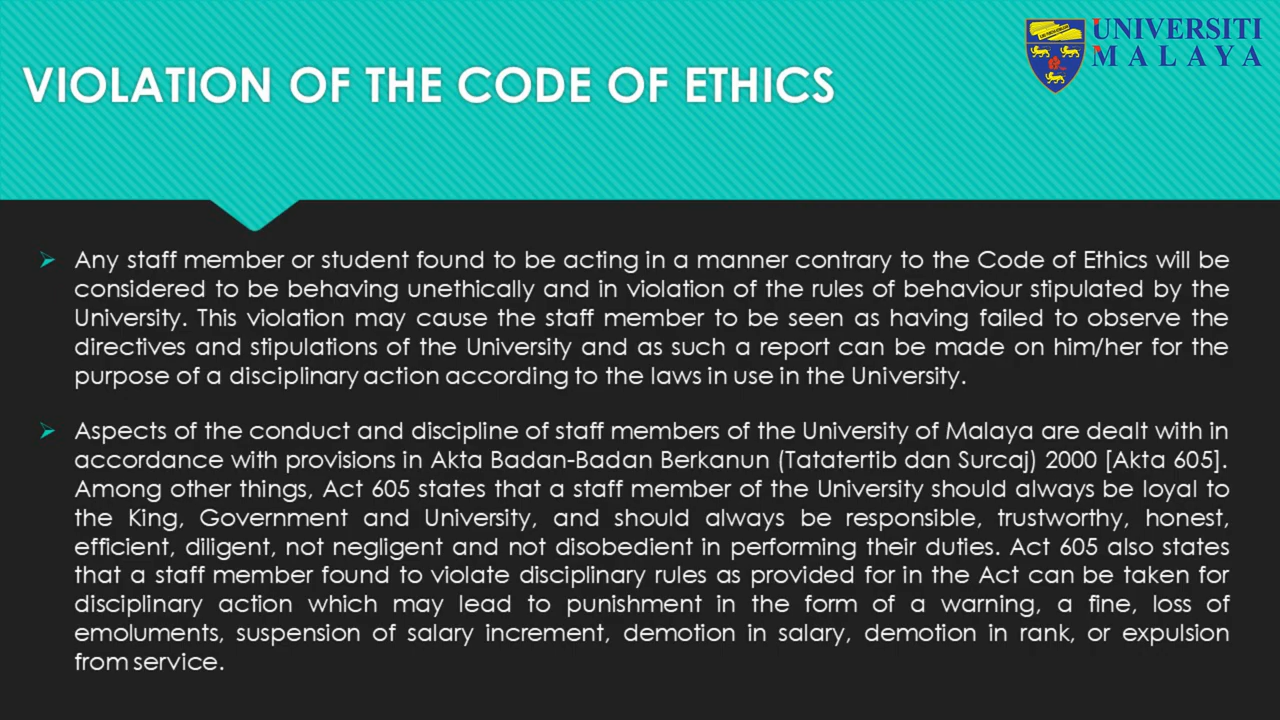 UNIVERSITI
MALAYA
VIOLATION OF THE CODE OF ETHICS
Any staff member or student found to be acting in a manner contrary to the Code of Ethics will be
considered to be behaving unethically and in violation of the rules of behaviour stipulated by the
University. This violation may cause the staff member to be seen as having failed to observe the
directives and stipulations of the University and as such a report can be made on him/her for the
purpose of a disciplinary action according to the laws in use in the University.
Aspects of the conduct and discipline of staff members of the University of Malaya are dealt with in
accordance with provisions in Akta Badan-Badan Berkanun (Tatatertib dan Surcaj) 2000 [Akta 605].
Among other things, Act 605 states that a staff member of the University should always be loyal to
the King, Government and University, and should always be responsible, trustworthy, honest,
efficient, diligent, not negligent and not disobedient in performing their duties. Act 605 also states
that a staff member found to violate disciplinary rules as provided for in the Act can be taken for
disciplinary action which may lead to punishment in the form of a warning, a fine, loss of
emoluments, suspension of salary increment, demotion in salary, demotion in rank, or expulsion
from service.